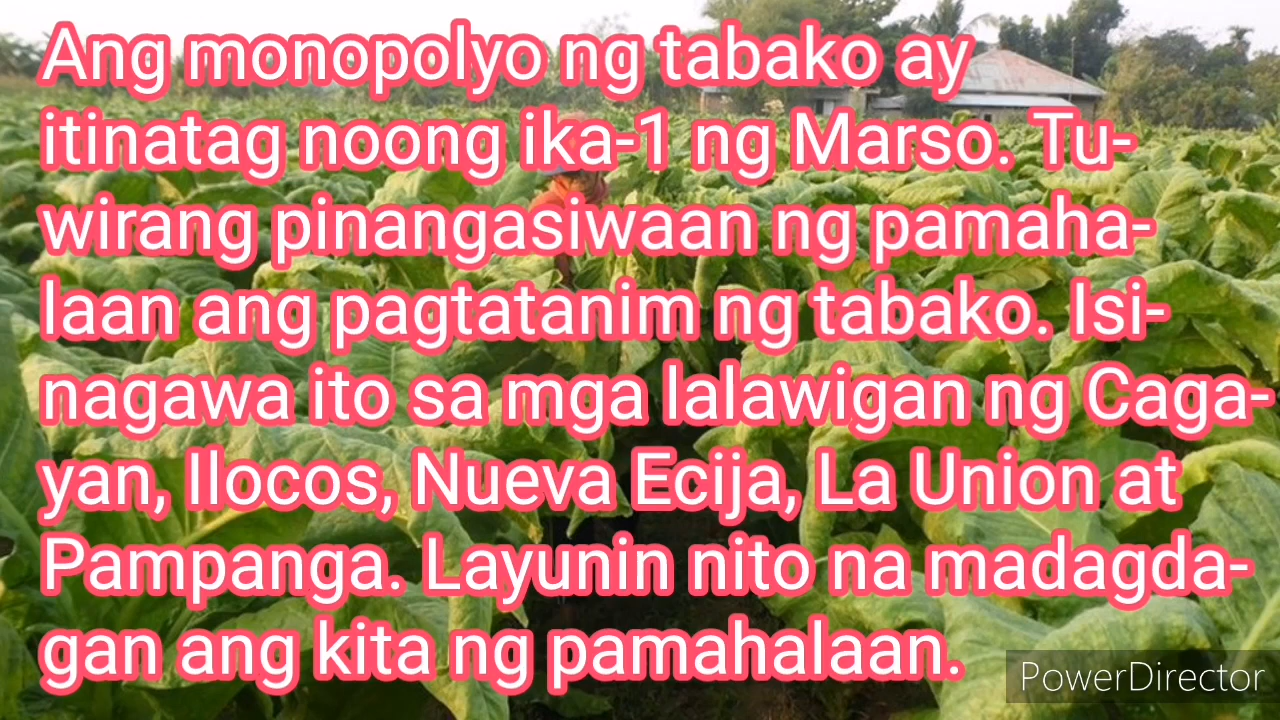 Ang monopolyo ng tabako ay
itinatag noong ika-1 ng Marso. Tu-
wirang pinangasiwaan ng pamaha-
laan ang pagtatanim ng tabako. Isi-
nagawa ito sa mga lalawigan ng Caga-
yan, Ilocos, Nueva Ecija, La Union at
Pampanga. Layunin nito na madagda-
gan ang kita ng pamahalaan.
PowerDirector